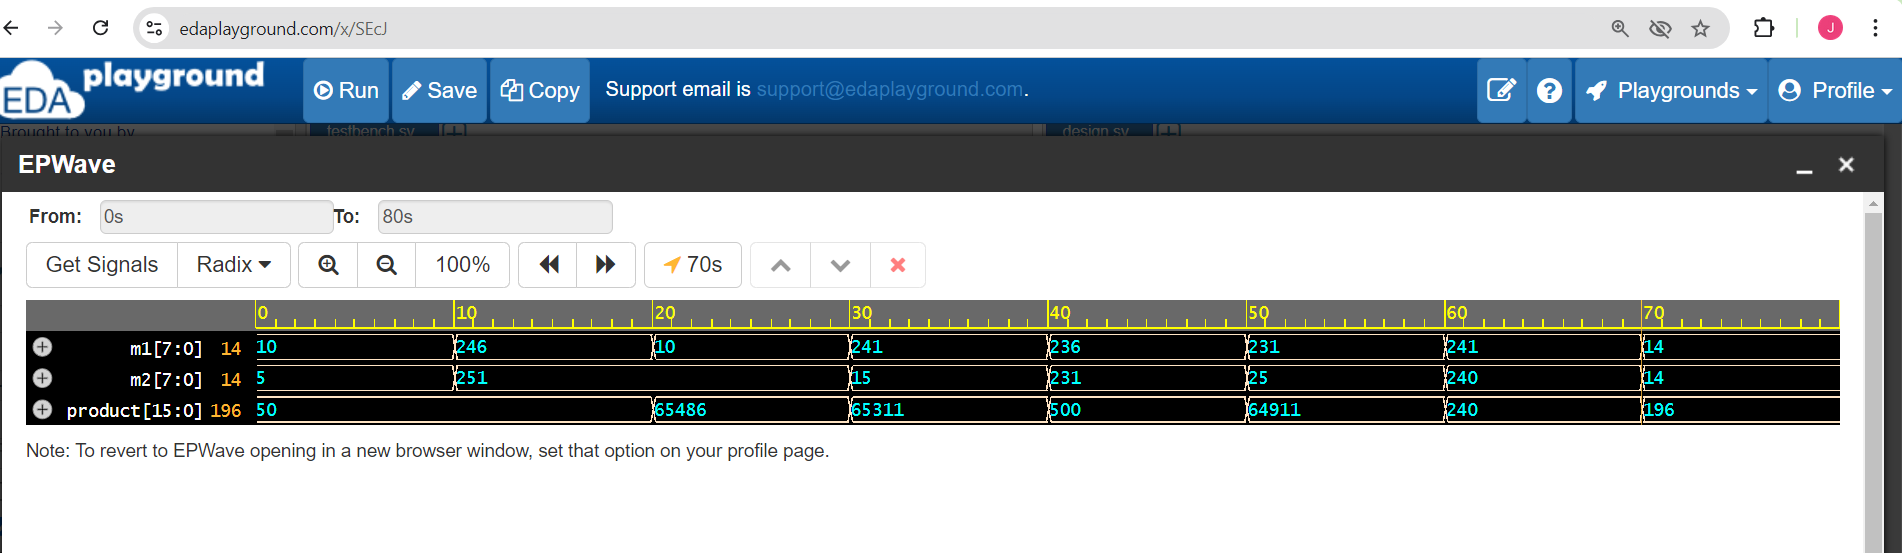 edaplayground.com/x/SEcJ
J
EDA playground
Run
Save
Copy
Support email is support@edaplayground.com.
Playgrounds
Profile
Brought to you by
testbench.sv
design.sv
EPWave
From: 0s To: 80s
Get Signals Radix 100% 70s
0 10 20 30 40 50 60 70
m1[7:0] 14 10 246 10 241 236 231 241 14
m2[7:0] 14 5 251 15 231 25 240 14
product[15:0] 196 50 65486 65311 500 64911 240 196
Note: To revert to EPWave opening in a new browser window, set that option on your profile page.